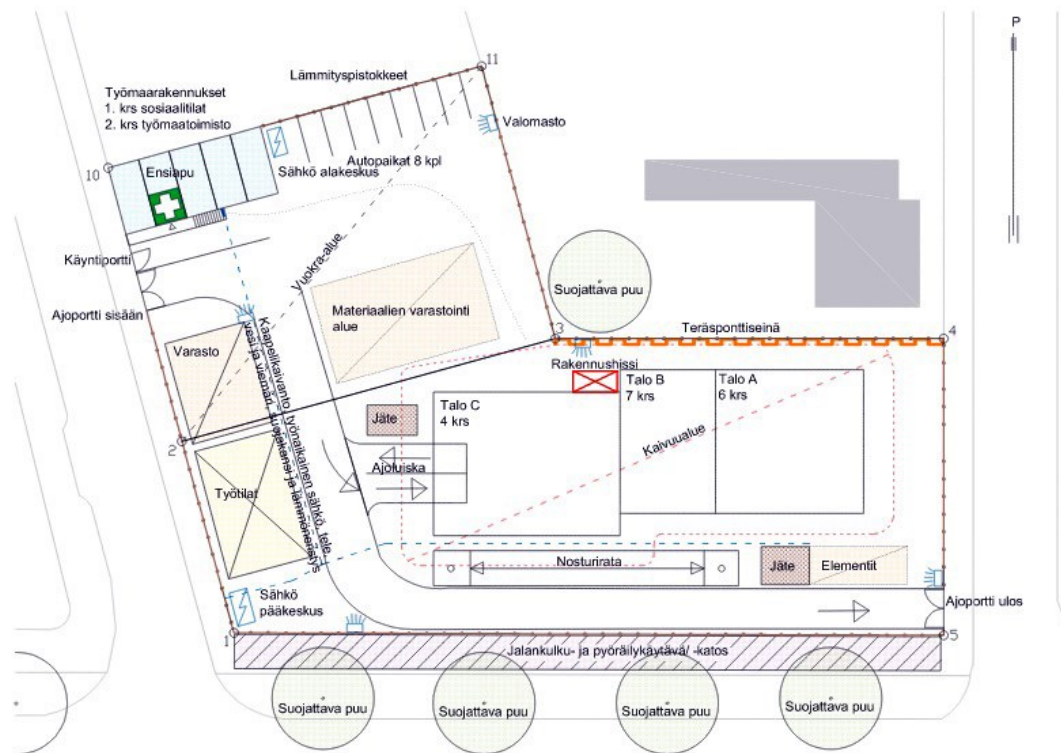 P
11
Lämmityspistokkeet
Työmaarakennukset
1. krs sosiaalitilat
2. krs työmaatoimisto
Valomasto
Autopaikat 8 kpl
10
Ensiapu
Sähkö alakeskus
Käyntiportti
Vuokra-alue
Suojattava puu
Ajoportti sisään
Materiaalien varastointi
alue
3
Teräsponttiseinä
4
Varasto
Kaapelikaivanto, työnaikainen sähkö, tele,
vesi ja viemäri, suojakansi ja lämmöneristys
Rakennushissi
Talo C
4 krs
Talo B
7 krs
Talo A
6 krs
Jäte
2
Kaivuualue
Ajoluiska
Työtilat
Nosturirata
Jäte
Elementit
Sähkö
pääkeskus
Ajoportti ulos
1
5
Jalankulku- ja pyöräilykäytävä/ -katos
Suojattava puu
Suojattava puu
Suojattava puu
Suojattava puu